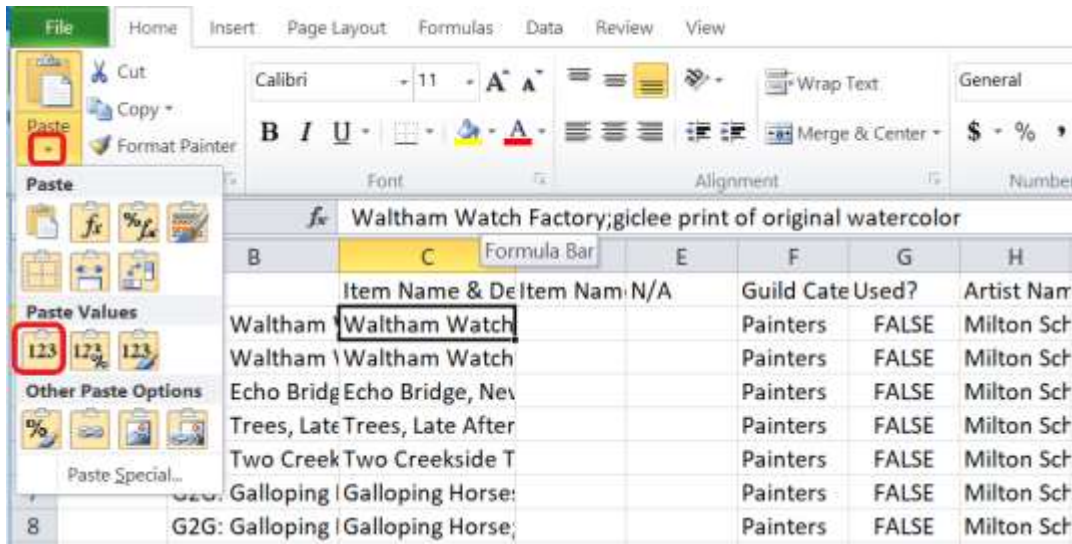 File Home Insert Page Layout Formulas Data Review View
Cut Calibri 11 A A Wrap Text General
Copy
Paste Format Painter B I U A Merge & Center $ % ,
Paste Font Alignment Number
fx Waltham Watch Factory;giclee print of original watercolor
Formula Bar
B C E F G H
Item Name & De Item Nam N/A Guild Cate Used? Artist Nam
Paste Values
Waltham Waltham Watch Painters FALSE Milton Sch
123 123 123 Waltham Waltham Watch Painters FALSE Milton Sch
Other Paste Options Echo Bridg Echo Bridge, Nev Painters FALSE Milton Sch
Trees, Late Trees, Late After Painters FALSE Milton Sch
Two Creek Two Creekside T Painters FALSE Milton Sch
Paste Special...
G2G: Galloping Galloping Horse Painters FALSE Milton Sch
8 G2G: Galloping Galloping Horse; Painters FALSE Milton Sch